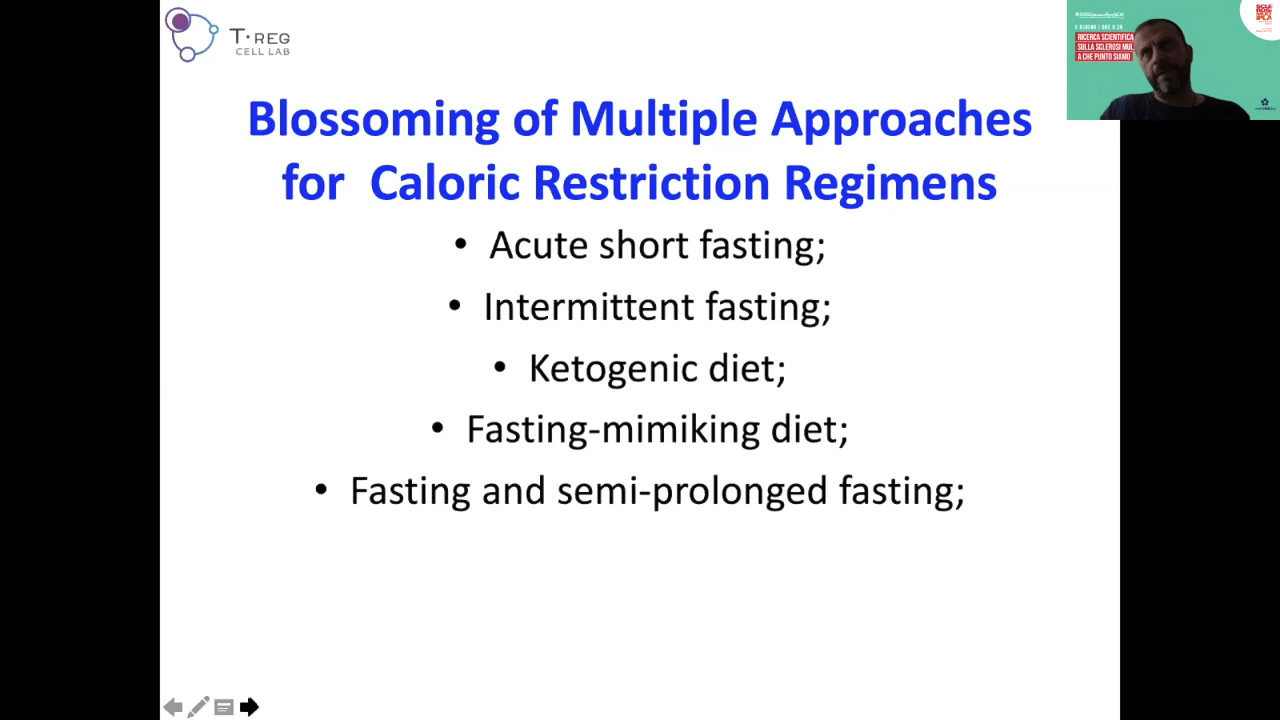 T·REG
CELL LAB
Blossoming of Multiple Approaches
for Caloric Restriction Regimens
• Acute short fasting;
• Intermittent fasting;
• Ketogenic diet;
• Fasting-mimiking diet;
• Fasting and semi-prolonged fasting;
RICERCA SCIENTIFICA
SULLA SCLEROSI MUL
A CHE PUNTO SIAMO